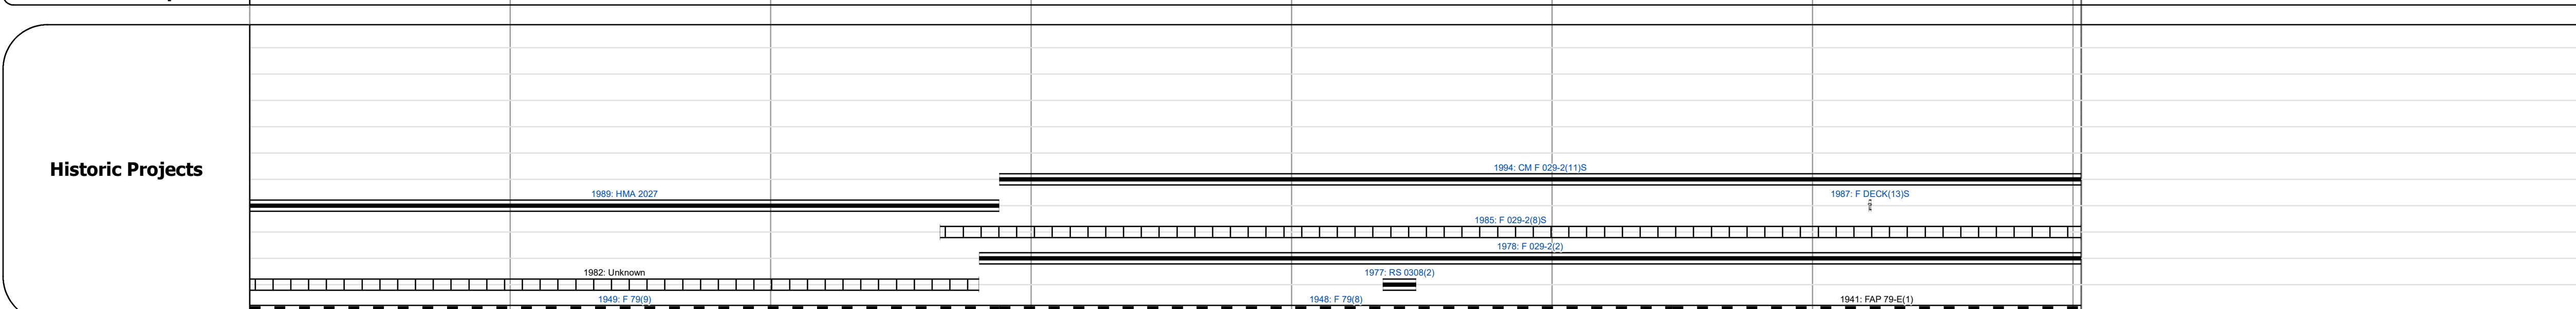 1994: CM F 029-2(11)S
Historic Projects
1989: HMA 2027
1987: F DECK(13)S
1985: F 029-2(8)S
1978: F 029-2(2)
1982: Unknown
1977: RS 0308(2)
1949: F 79(9)
1948: F 79(8)
1941: FAP 79-E(1)